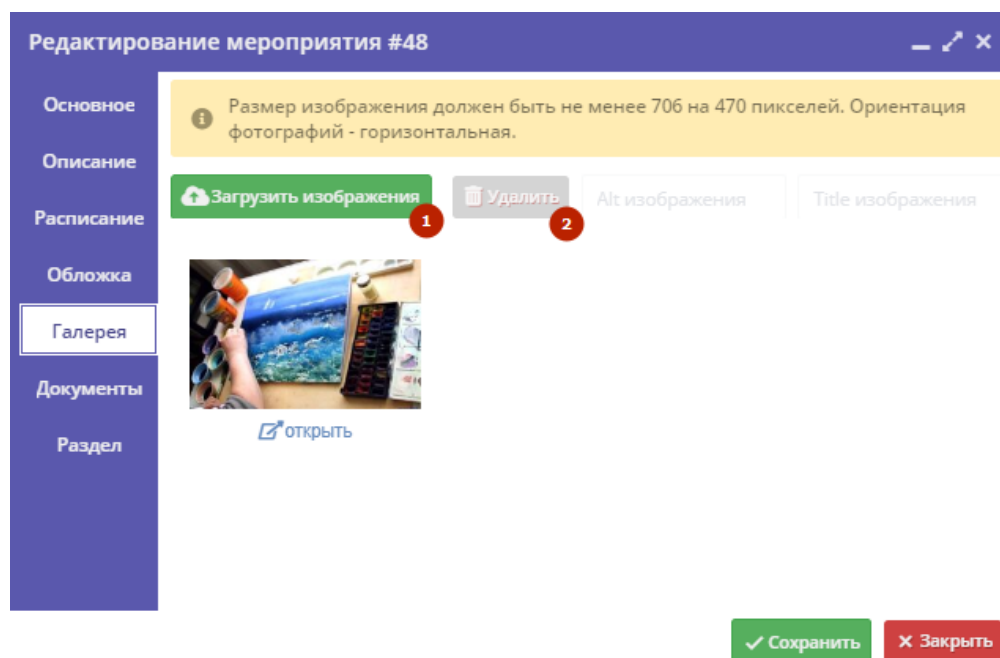 Редактирование мероприятия #48
Основное
Описание
Расписание
Обложка
Галерея
Документы
Раздел
Размер изображения должен быть не менее 706 на 470 пикселей. Ориентация
фотографий - горизонтальная.
Загрузить изображения
1
Удалить
2
Alt изображения
Title изображения
открыть
Сохранить
Закрыть